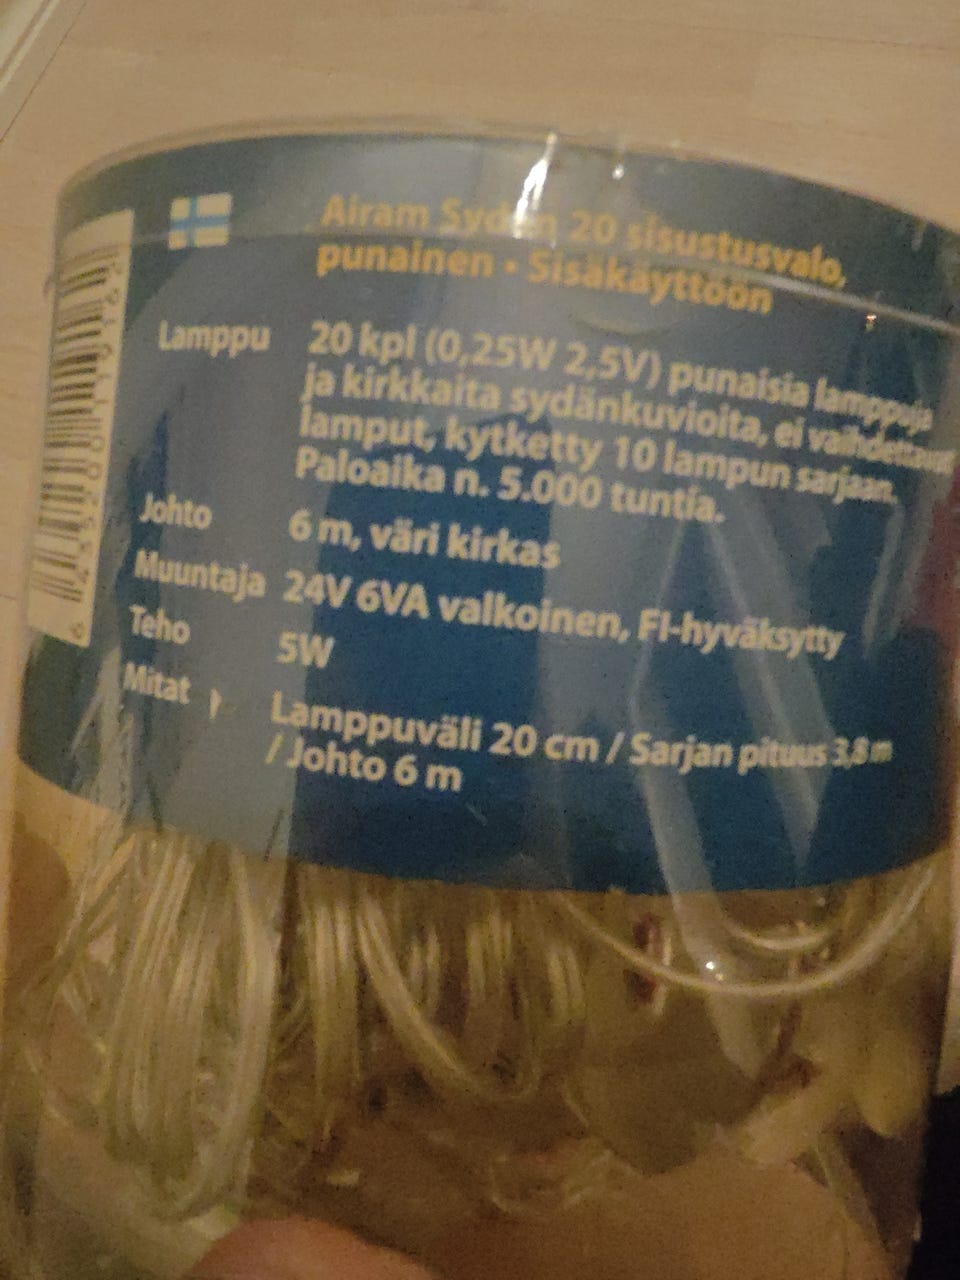 Airam Sydän 20 sisustusvalo,
punainen • Sisäkäyttöön
Lamppu 20 kpl (0,25W 2,5V) punaisia lamppuja
ja kirkkaita sydänkuvioita, ei vaihdettavat
lamput, kytketty 10 lampun sarjaan.
Paloaika n. 5.000 tuntia.
Johto 6 m, väri kirkas
Muuntaja 24V 6VA valkoinen, FI-hyväksytty
Teho 5W
Mitat Lamppuväli 20 cm / Sarjan pituus 3,8 m
/ Johto 6 m